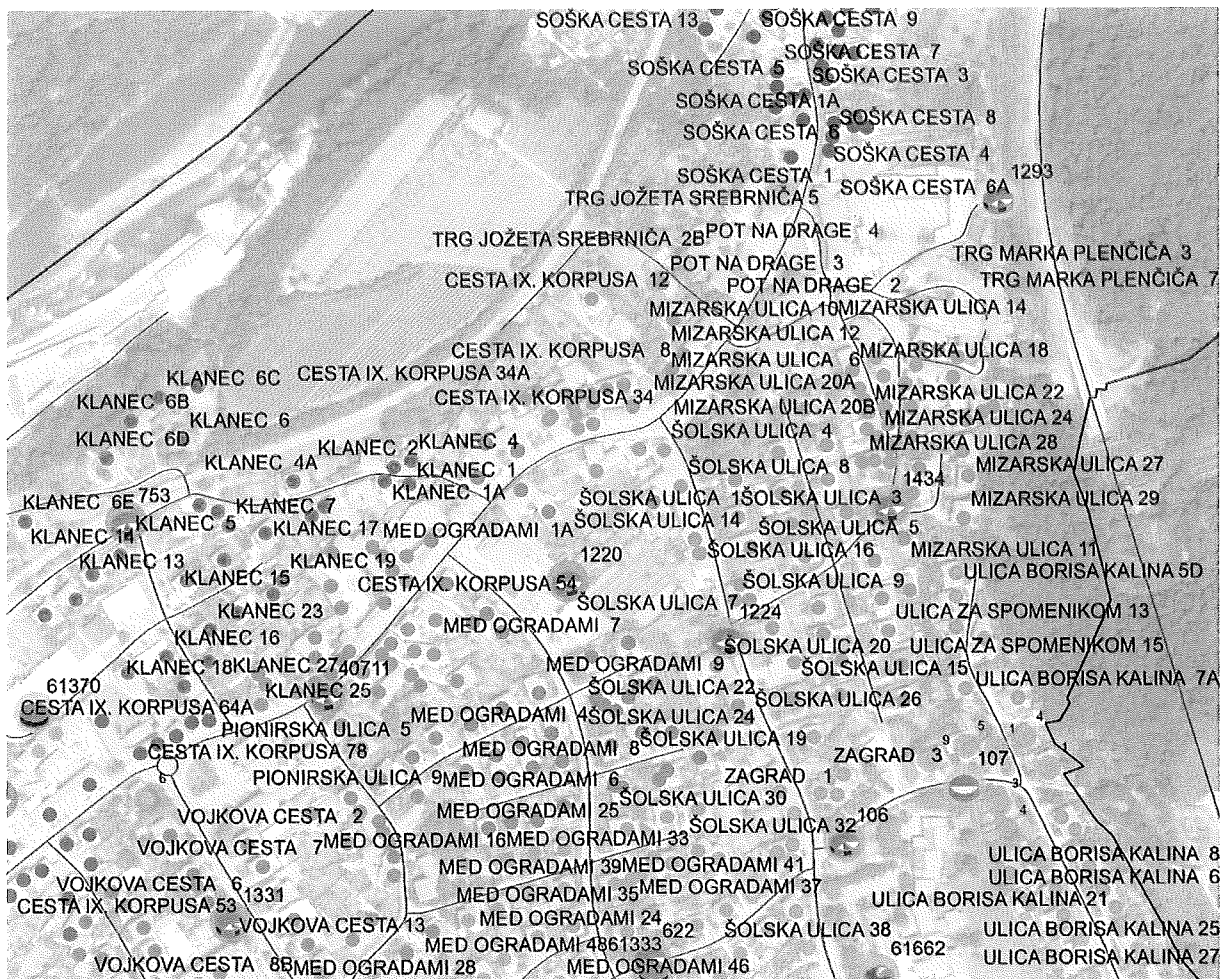 SOŠKA CESTA 13
SOŠKA CESTA 9
SOŠKA CESTA 7
SOŠKA CESTA 5
SOŠKA CESTA 3
SOŠKA CESTA 1A
SOŠKA CESTA 8
SOŠKA CESTA 6
SOŠKA CESTA 4
SOŠKA CESTA 1
1293
SOŠKA CESTA 6A
TRG JOŽETA SREBRNIČA 5
POT NA DRAGE 4
TRG JOŽETA SREBRNIČA 2B
TRG MARKA PLENČIČA 3
POT NA DRAGE 3
CESTA IX. KORPUSA 12
TRG MARKA PLENČIČA 7
POT NA DRAGE 2
MIZARSKA ULICA 10
MIZARSKA ULICA 14
MIZARSKA ULICA 12
CESTA IX. KORPUSA 8
MIZARSKA ULICA 6
MIZARSKA ULICA 18
KLANEC 6C
CESTA IX. KORPUSA 34A
MIZARSKA ULICA 20A
KLANEC 6B
CESTA IX. KORPUSA 34
MIZARSKA ULICA 22
MIZARSKA ULICA 20B
KLANEC 6
MIZARSKA ULICA 24
KLANEC 6D
KLANEC 2
KLANEC 4
ŠOLSKA ULICA 4
MIZARSKA ULICA 28
KLANEC 4A
KLANEC 1
ŠOLSKA ULICA 8
MIZARSKA ULICA 27
1434
KLANEC 6E
753
KLANEC 7
KLANEC 1A
ŠOLSKA ULICA 1
ŠOLSKA ULICA 3
MIZARSKA ULICA 29
KLANEC 14
KLANEC 5
KLANEC 17
MED OGRADAMI 1A
ŠOLSKA ULICA 14
ŠOLSKA ULICA 5
KLANEC 13
KLANEC 19
1220
ŠOLSKA ULICA 16
MIZARSKA ULICA 11
KLANEC 15
CESTA IX. KORPUSA 54
ŠOLSKA ULICA 9
ULICA BORISA KALINA 5D
KLANEC 23
ŠOLSKA ULICA 7
1224
ULICA ZA SPOMENIKOM 13
KLANEC 16
MED OGRADAMI 7
ŠOLSKA ULICA 20
ULICA ZA SPOMENIKOM 15
KLANEC 18
KLANEC 27
40711
MED OGRADAMI 9
ŠOLSKA ULICA 15
ULICA BORISA KALINA 7A
61370
KLANEC 25
ŠOLSKA ULICA 22
ŠOLSKA ULICA 26
CESTA IX. KORPUSA 64A
PIONIRSKA ULICA 5
MED OGRADAMI 4
ŠOLSKA ULICA 24
5
1
4
CESTA IX. KORPUSA 78
MED OGRADAMI 8
ŠOLSKA ULICA 19
ZAGRAD 3
9
107
1
6
PIONIRSKA ULICA 9
MED OGRADAMI 6
ZAGRAD 1
3
VOJKOVA CESTA 2
MED OGRADAMI 25
ŠOLSKA ULICA 30
106
4
VOJKOVA CESTA 7
MED OGRADAMI 16
MED OGRADAMI 33
ŠOLSKA ULICA 32
MED OGRADAMI 39
MED OGRADAMI 41
ULICA BORISA KALINA 8
VOJKOVA CESTA 6
1331
MED OGRADAMI 35
MED OGRADAMI 37
ULICA BORISA KALINA 6
CESTA IX. KORPUSA 53
ULICA BORISA KALINA 21
VOJKOVA CESTA 13
MED OGRADAMI 24
622
ŠOLSKA ULICA 38
ULICA BORISA KALINA 25
MED OGRADAMI 48
61333
61662
VOJKOVA CESTA 8B
MED OGRADAMI 28
MED OGRADAMI 46
ULICA BORISA KALINA 27